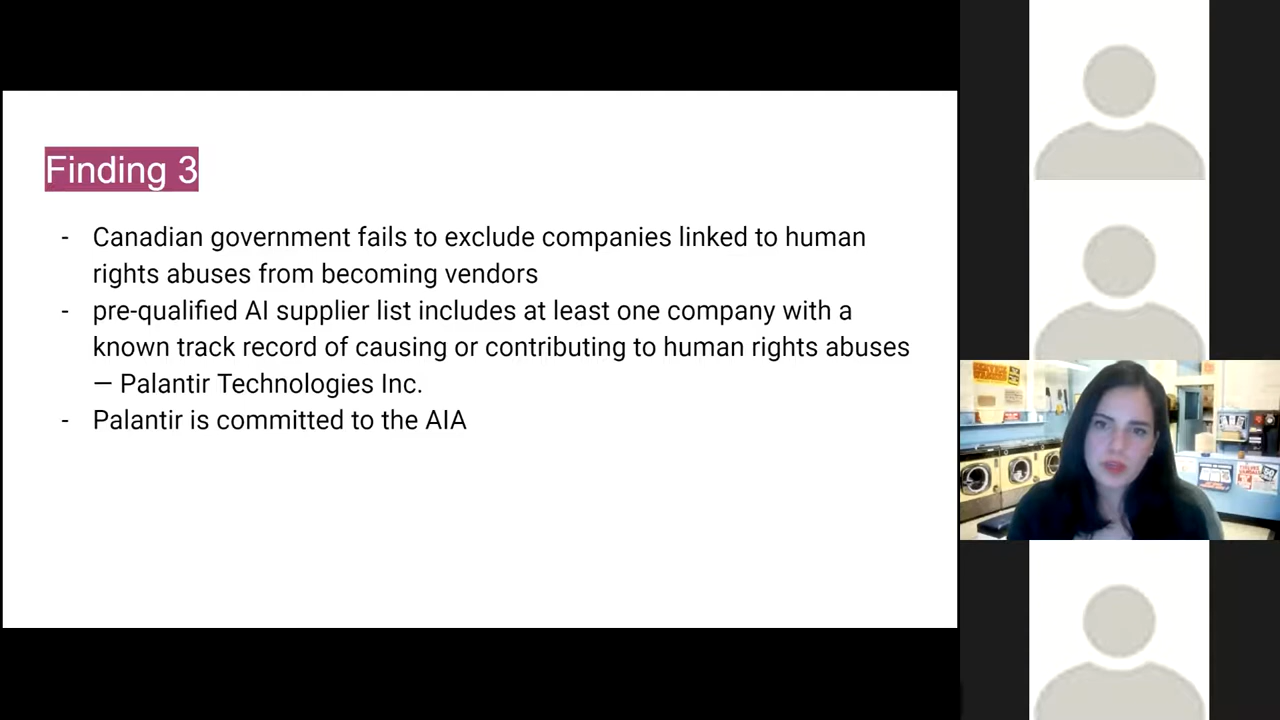 Finding 3
- Canadian government fails to exclude companies linked to human
rights abuses from becoming vendors
- pre-qualified AI supplier list includes at least one company with a
known track record of causing or contributing to human rights abuses
— Palantir Technologies Inc.
- Palantir is committed to the AIA